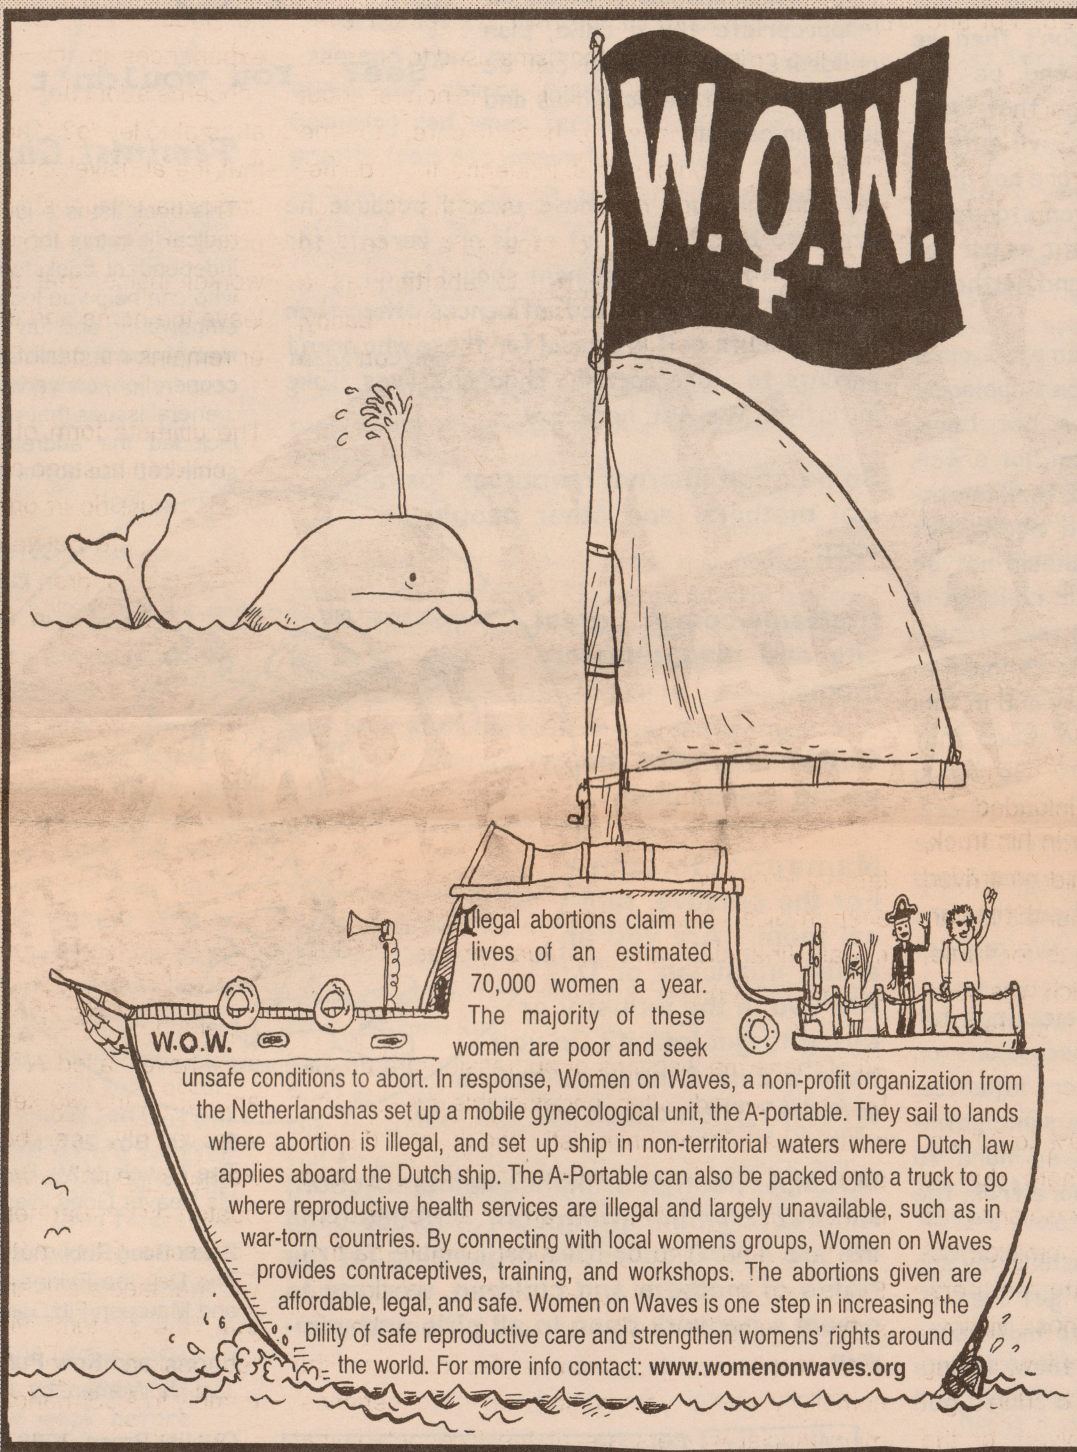 W.O.W.
Illegal abortions claim the
lives of an estimated
70,000 women a year.
The majority of these
women are poor and seek
W.O.W.
unsafe conditions to abort. In response, Women on Waves, a non-profit organization from
the Netherlandshas set up a mobile gynecological unit, the A-portable. They sail to lands
where abortion is illegal, and set up ship in non-territorial waters where Dutch law
applies aboard the Dutch ship. The A-Portable can also be packed onto a truck to go
where reproductive health services are illegal and largely unavailable, such as in
war-torn countries. By connecting with local womens groups, Women on Waves
provides contraceptives, training, and workshops. The abortions given are
affordable, legal, and safe. Women on Waves is one step in increasing the
bility of safe reproductive care and strengthen womens' rights around
the world. For more info contact: www.womenonwaves.org